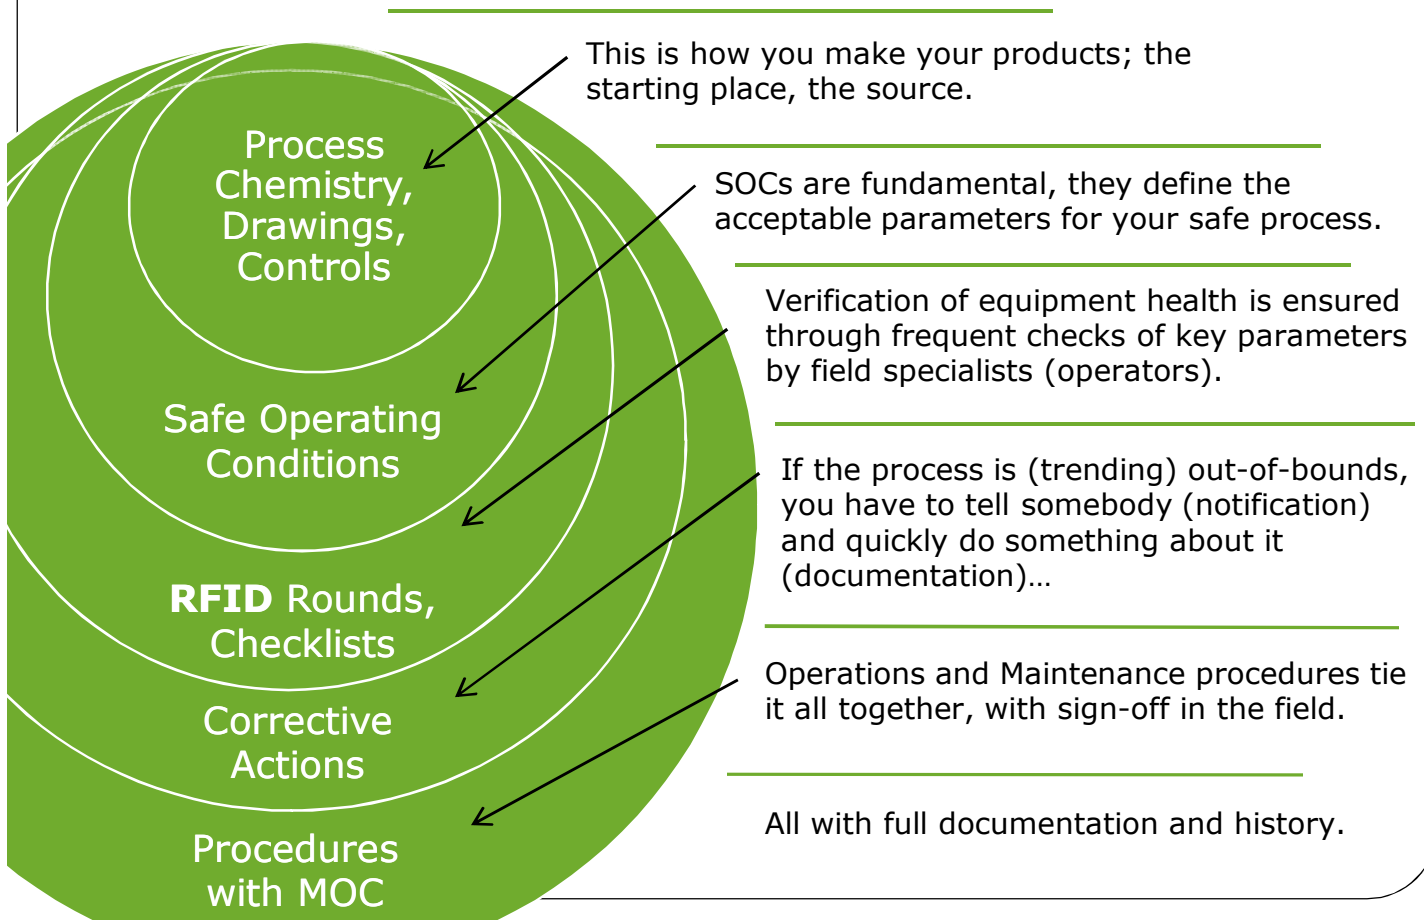 This is how you make your products; the
starting place, the source.
Process
Chemistry,
Drawings,
Controls
SOCs are fundamental, they define the
acceptable parameters for your safe process.
Verification of equipment health is ensured
through frequent checks of key parameters
by field specialists (operators).
Safe Operating
Conditions
If the process is (trending) out-of-bounds,
you have to tell somebody (notification)
and quickly do something about it
(documentation)…
RFID Rounds,
Checklists
Operations and Maintenance procedures tie
it all together, with sign-off in the field.
Corrective
Actions
All with full documentation and history.
Procedures
with MOC